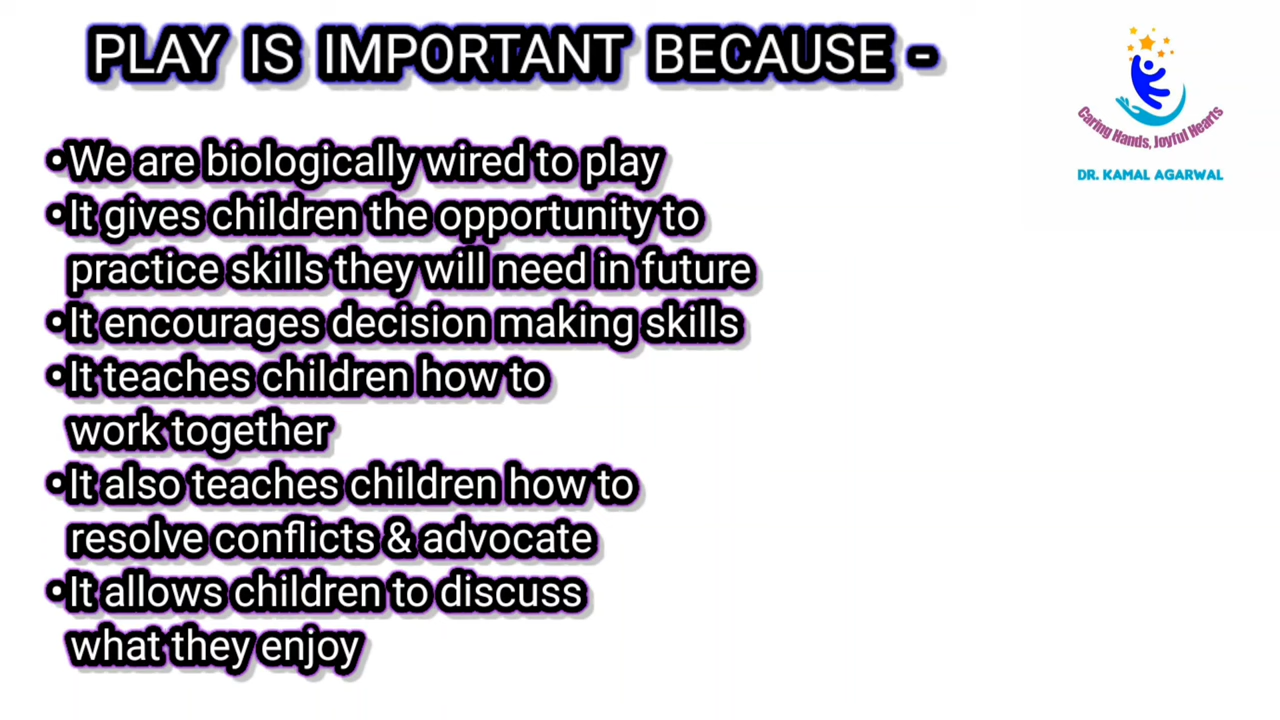 PLAY IS IMPORTANT BECAUSE -
•We are biologically wired to play
•It gives children the opportunity to
practice skills they will need in future
•It encourages decision making skills
•It teaches children how to
work together
•It also teaches children how to
resolve conflicts & advocate
•It allows children to discuss
what they enjoy
Caring Hands, Joyful Hearts
DR. KAMAL AGARWAL